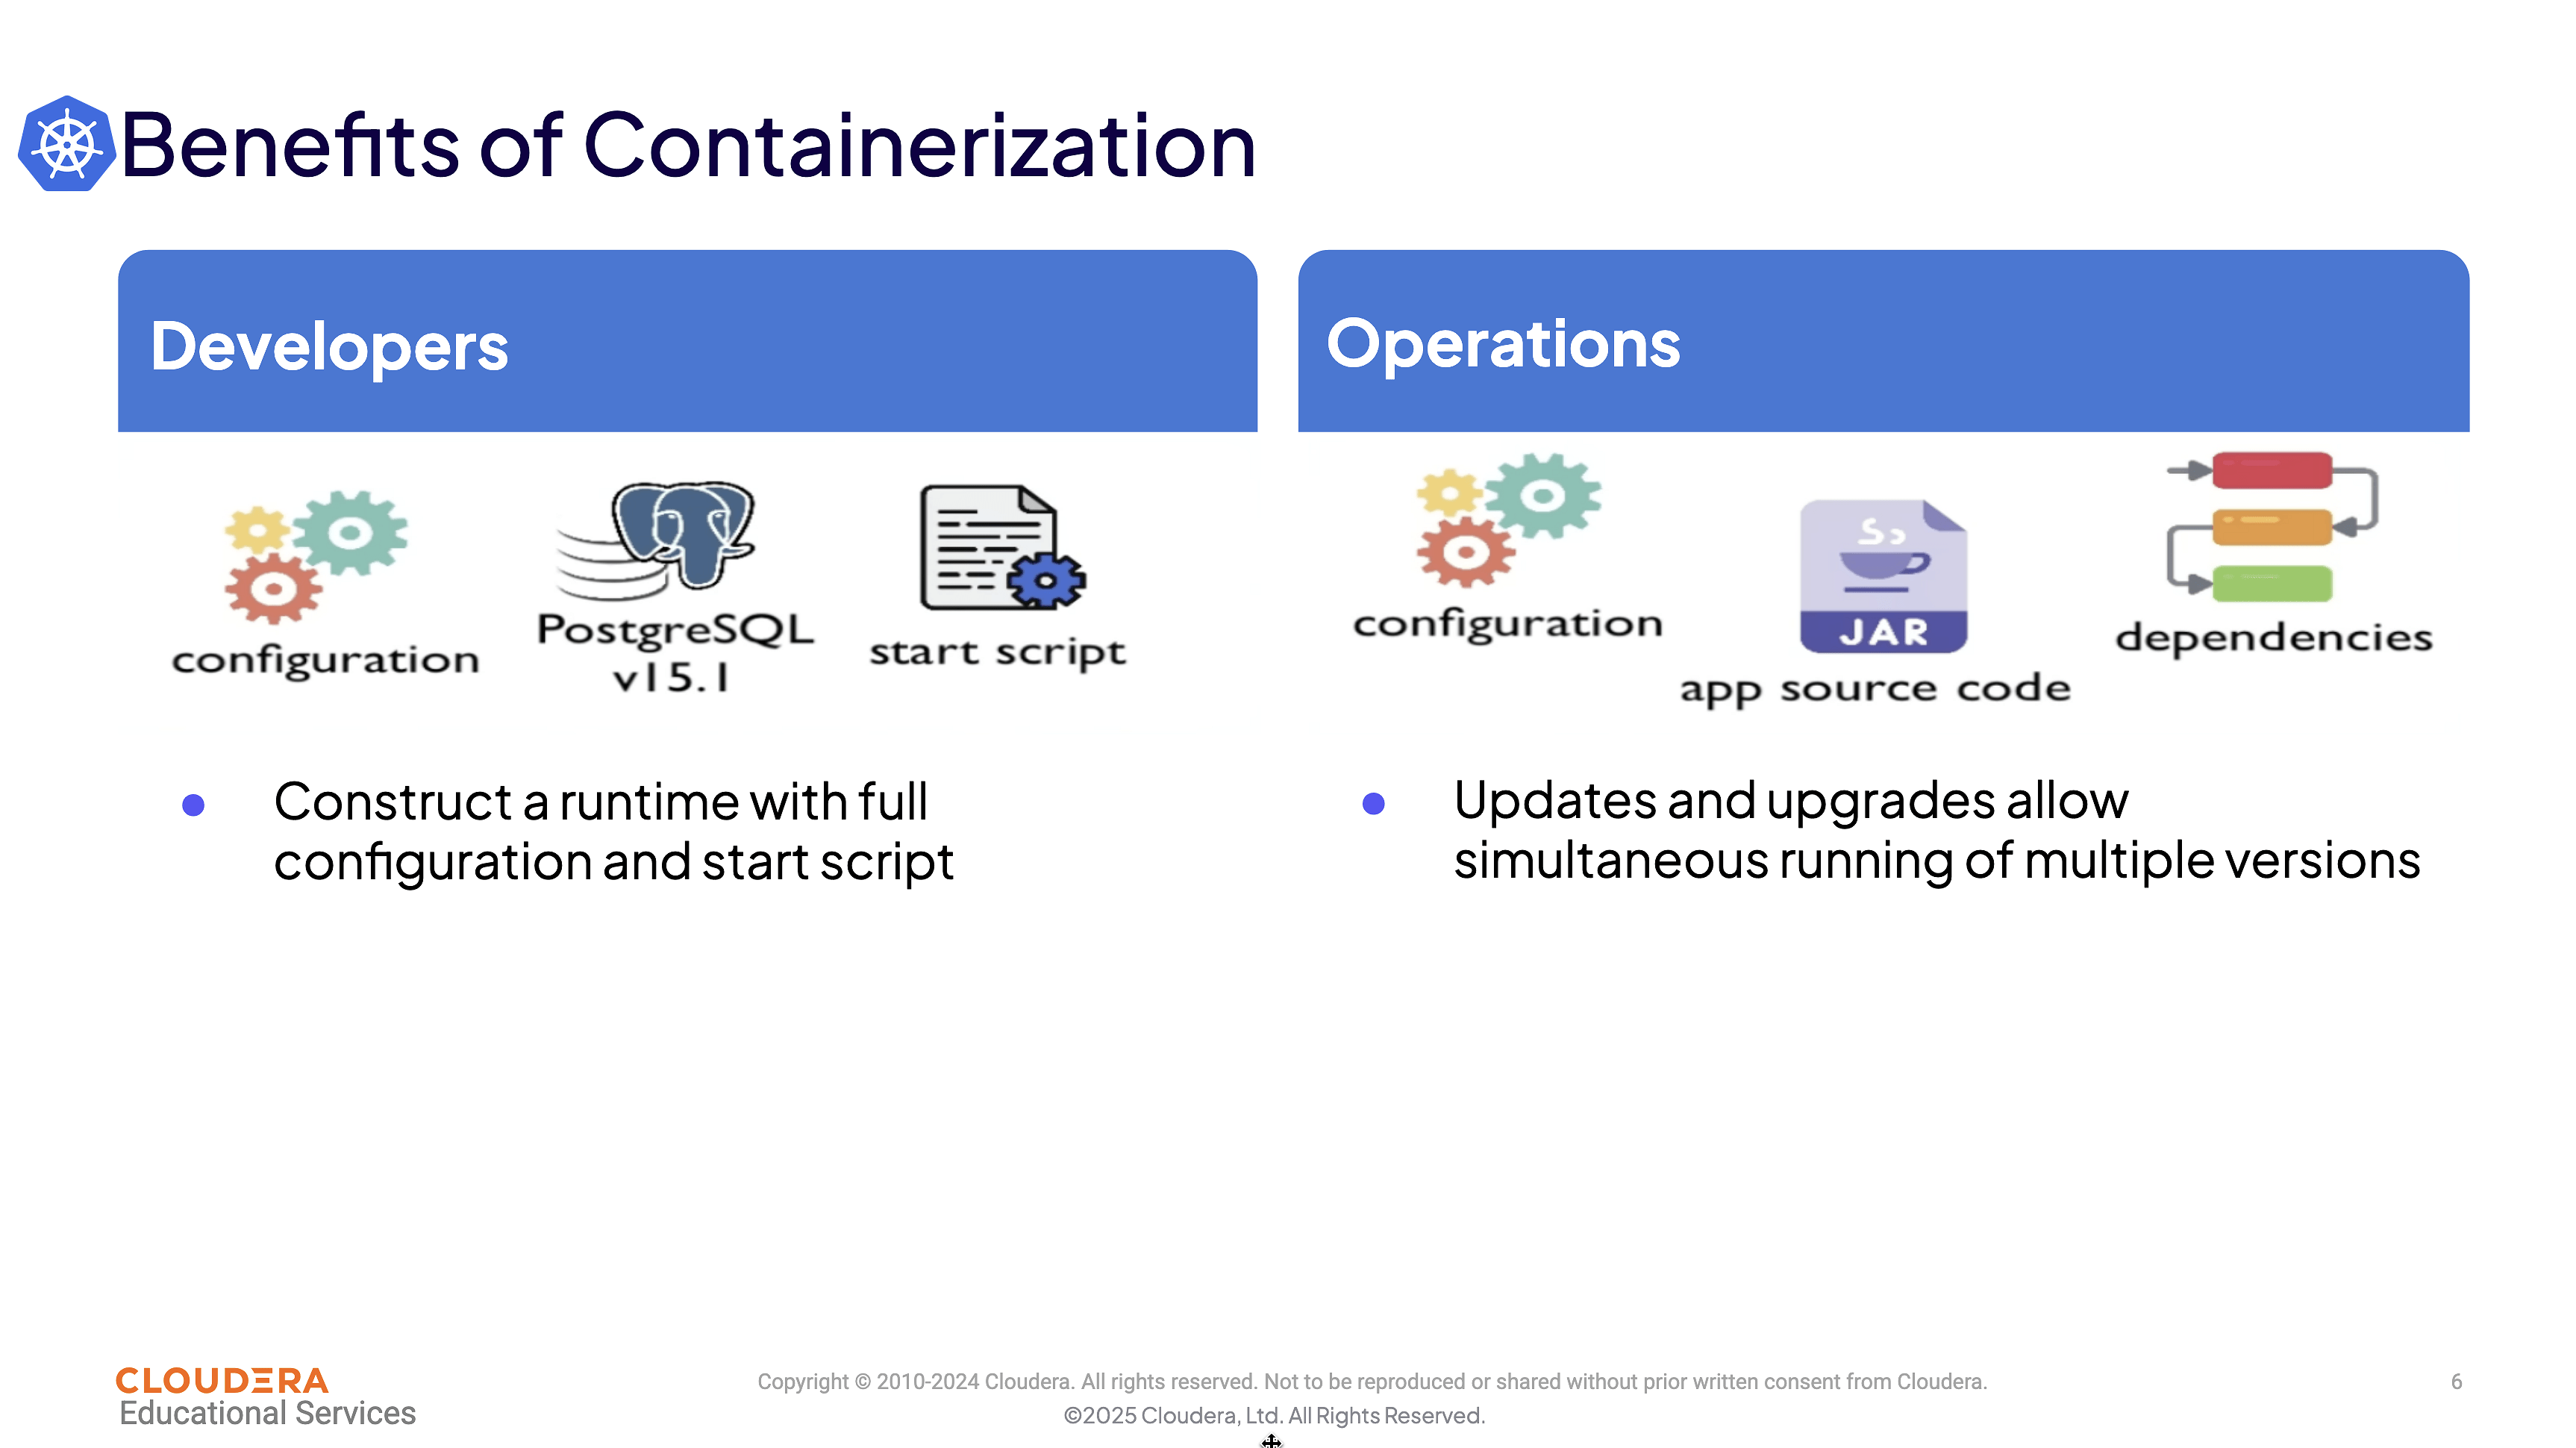 Benefits of Containerization
Developers
configuration
PostgreSQL
v15.1
start script
Construct a runtime with full
configuration and start script
Operations
configuration
JAR
app source code
dependencies
Updates and upgrades allow
simultaneous running of multiple versions
CLOUDERA
Educational Services
Copyright © 2010-2024 Cloudera. All rights reserved. Not to be reproduced or shared without prior written consent from Cloudera.
©2025 Cloudera, Ltd. All Rights Reserved.
6